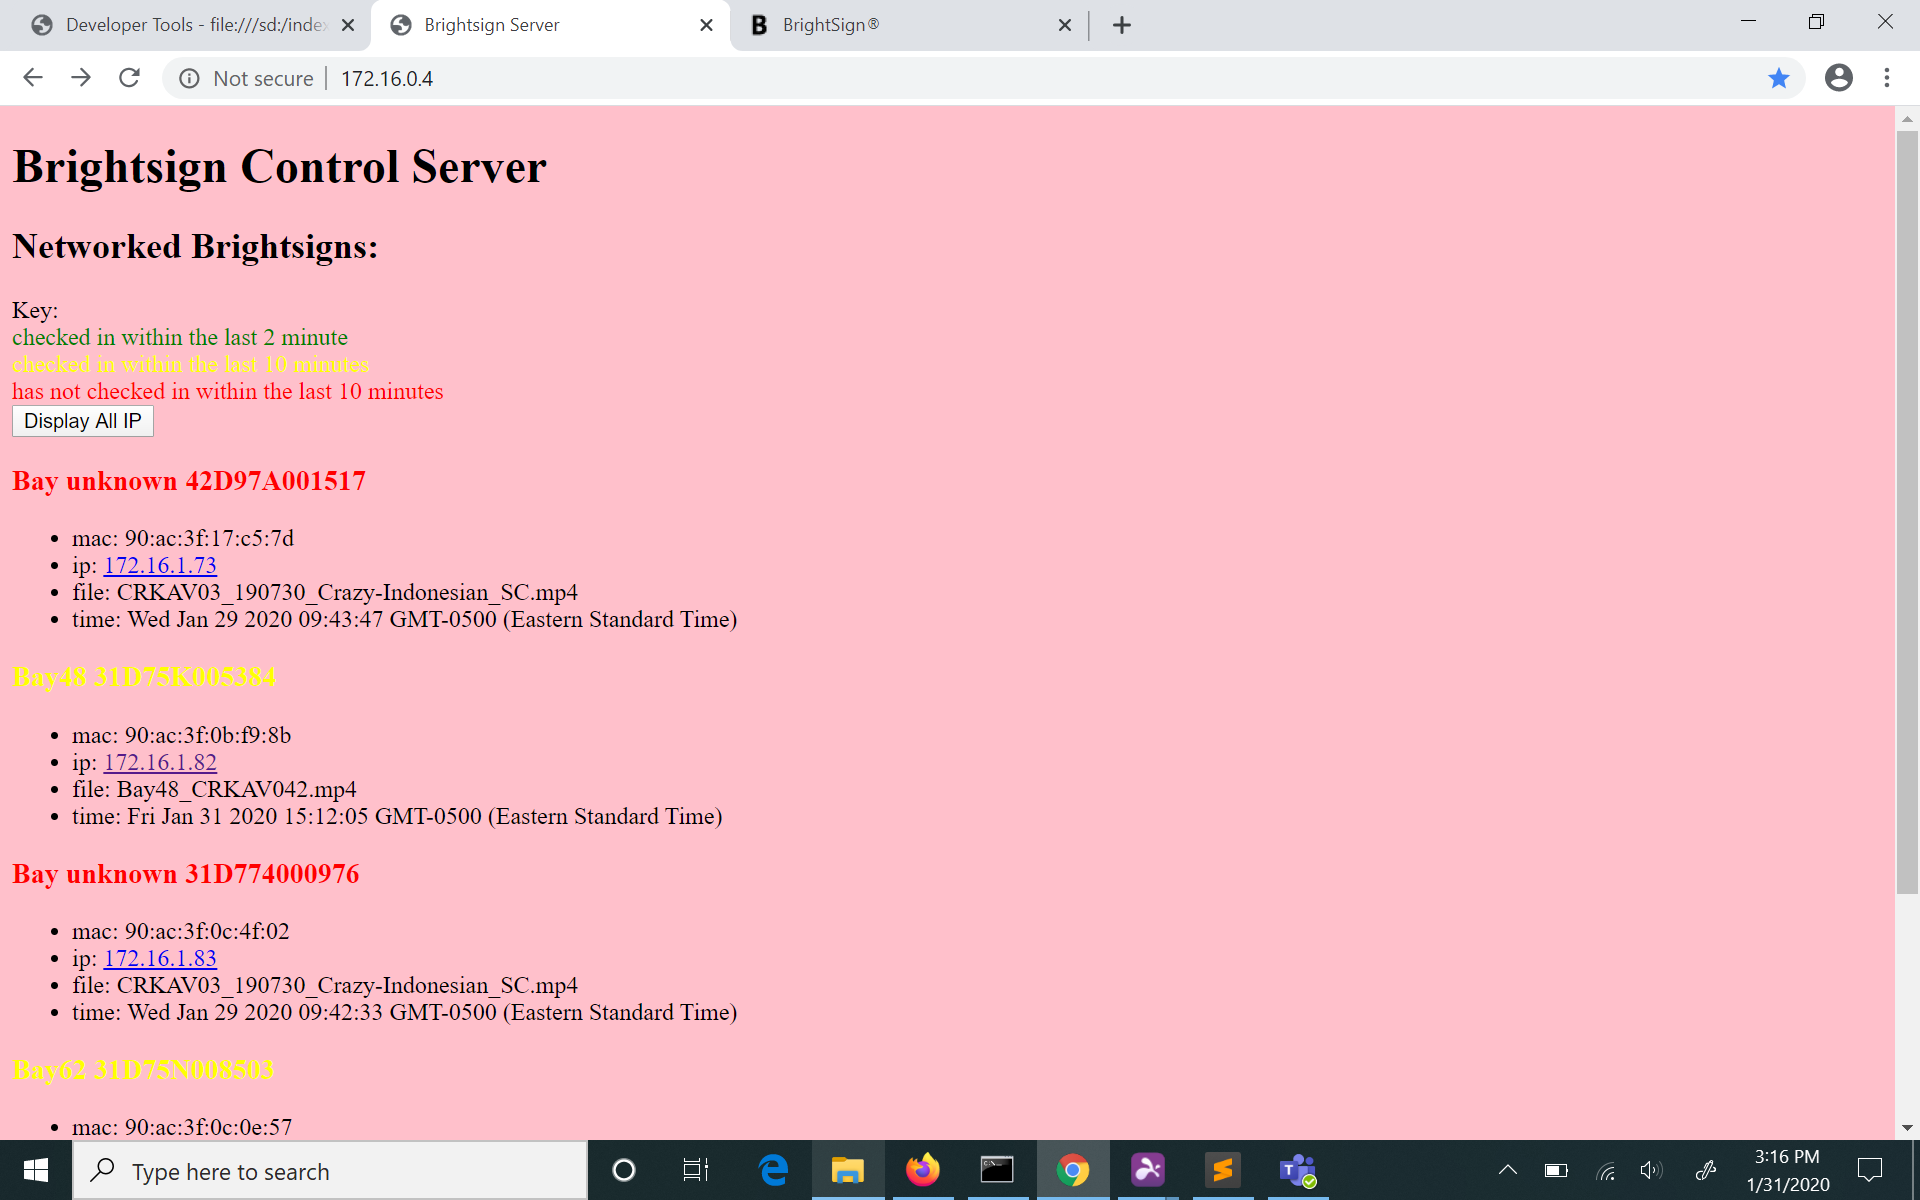 Developer Tools - file:///sd:/index
Brightsign Server
BrightSign®
Not secure
172.16.0.4
Brightsign Control Server
Networked Brightsigns:
Key:
checked in within the last 2 minute
checked in within the last 10 minutes
has not checked in within the last 10 minutes
Display All IP
Bay unknown 42D97A001517
mac: 90:ac:3f:17:c5:7d
ip: 172.16.1.73
file: CRKAV03_190730_Crazy-Indonesian_SC.mp4
time: Wed Jan 29 2020 09:43:47 GMT-0500 (Eastern Standard Time)
Bay48 31D75K005384
mac: 90:ac:3f:0b:f9:8b
ip: 172.16.1.82
file: Bay48_CRKAV042.mp4
time: Fri Jan 31 2020 15:12:05 GMT-0500 (Eastern Standard Time)
Bay unknown 31D774000976
mac: 90:ac:3f:0c:4f:02
ip: 172.16.1.83
file: CRKAV03_190730_Crazy-Indonesian_SC.mp4
time: Wed Jan 29 2020 09:42:33 GMT-0500 (Eastern Standard Time)
Bay62 31D75N008503
mac: 90:ac:3f:0c:0e:57
Type here to search
3:16 PM
1/31/2020